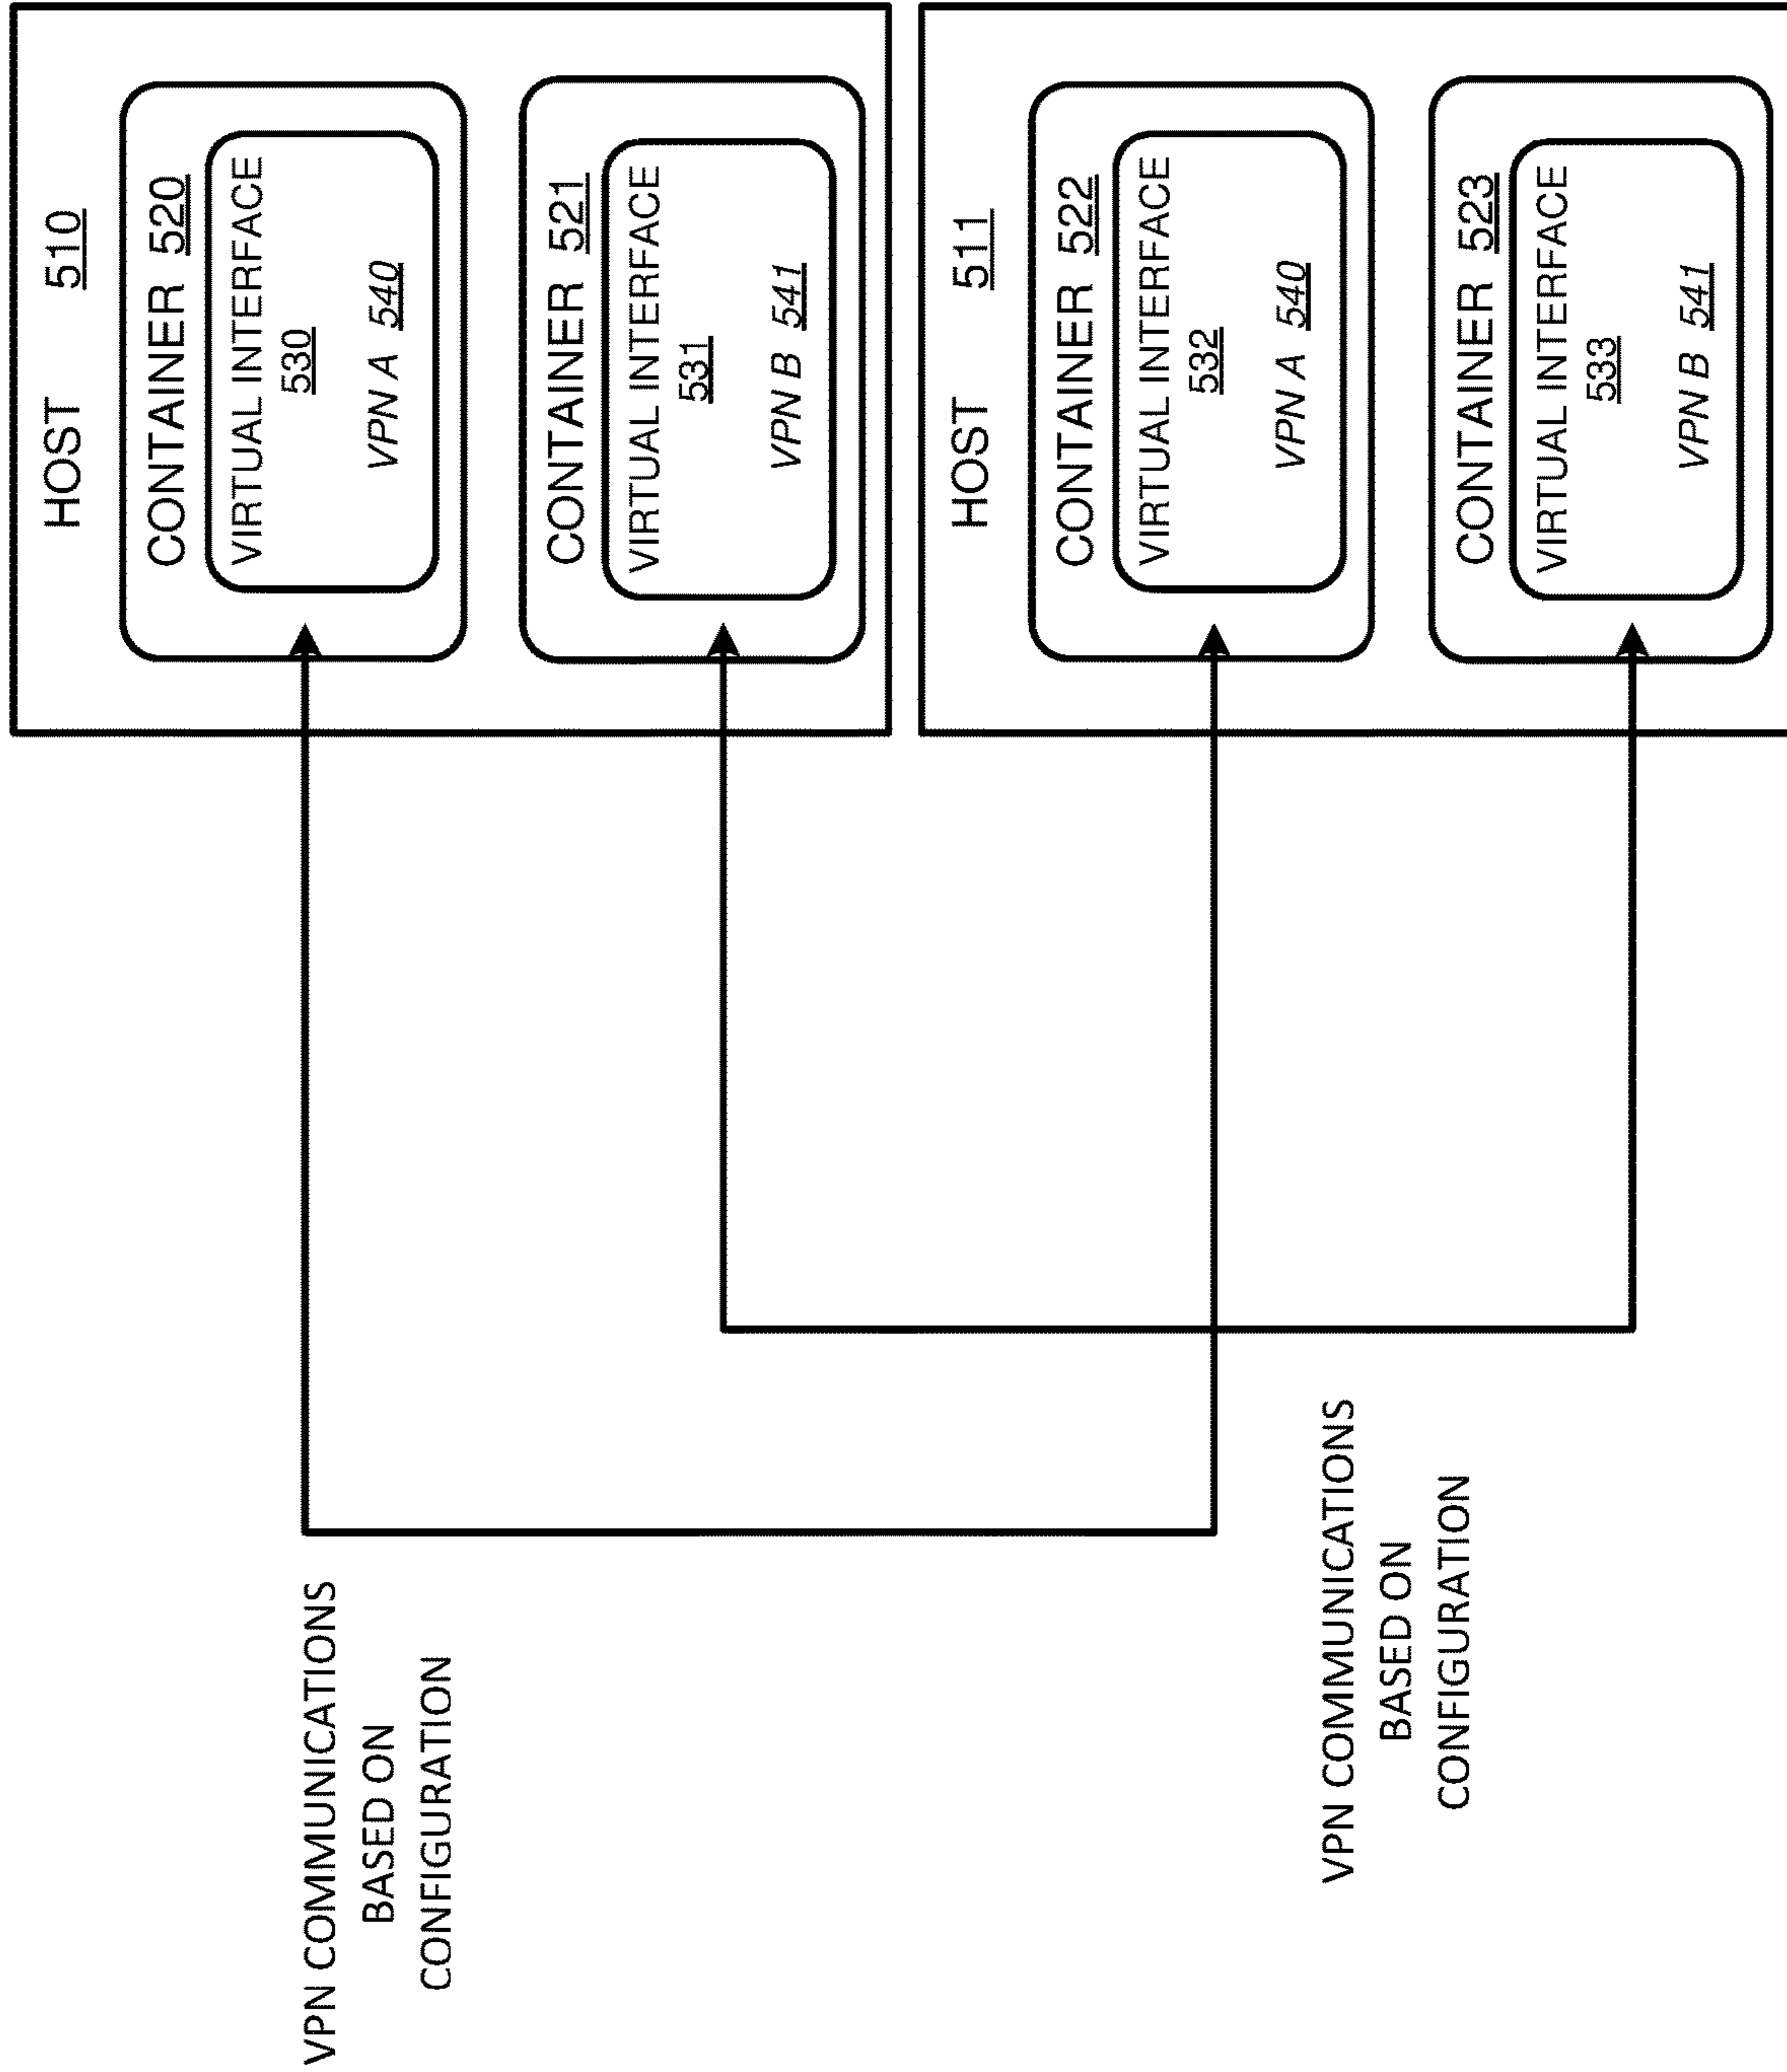 HOST 510
CONTAINER 520
VIRTUAL INTERFACE
530
VPN A 540
CONTAINER 521
VIRTUAL INTERFACE
531
VPN B 541
HOST 511
CONTAINER 522
VIRTUAL INTERFACE
532
VPN A 540
CONTAINER 523
VIRTUAL INTERFACE
533
VPN B 541
VPN COMMUNICATIONS
BASED ON
CONFIGURATION
VPN COMMUNICATIONS
BASED ON
CONFIGURATION